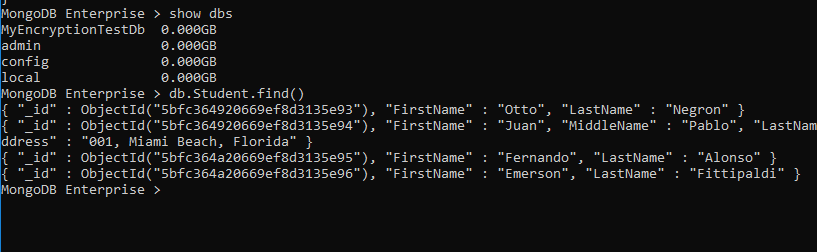 MongoDB Enterprise > show dbs
MyEncryptionTestDb  0.000GB
admin               0.000GB
config              0.000GB
local               0.000GB
MongoDB Enterprise > db.Student.find()
{ "_id" : ObjectId("5bfc364920669ef8d3135e93"), "FirstName" : "Otto", "LastName" : "Negron" }
{ "_id" : ObjectId("5bfc364920669ef8d3135e94"), "FirstName" : "Juan", "MiddleName" : "Pablo", "LastNam
ddress" : "001, Miami Beach, Florida" }
{ "_id" : ObjectId("5bfc364a20669ef8d3135e95"), "FirstName" : "Fernando", "LastName" : "Alonso" }
{ "_id" : ObjectId("5bfc364a20669ef8d3135e96"), "FirstName" : "Emerson", "LastName" : "Fittipaldi" }
MongoDB Enterprise >